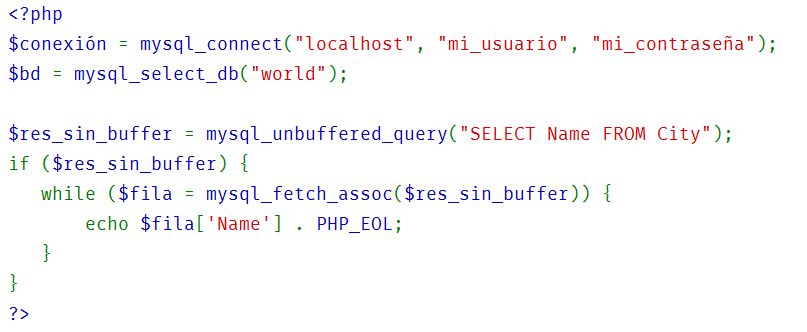 <?php
$conexión = mysql_connect("localhost", "mi_usuario", "mi_contraseña");
$bd = mysql_select_db("world");

$res_sin_buffer = mysql_unbuffered_query("SELECT Name FROM City");
if ($res_sin_buffer) {
   while ($fila = mysql_fetch_assoc($res_sin_buffer)) {
       echo $fila['Name'] . PHP_EOL;
   }
}
?>